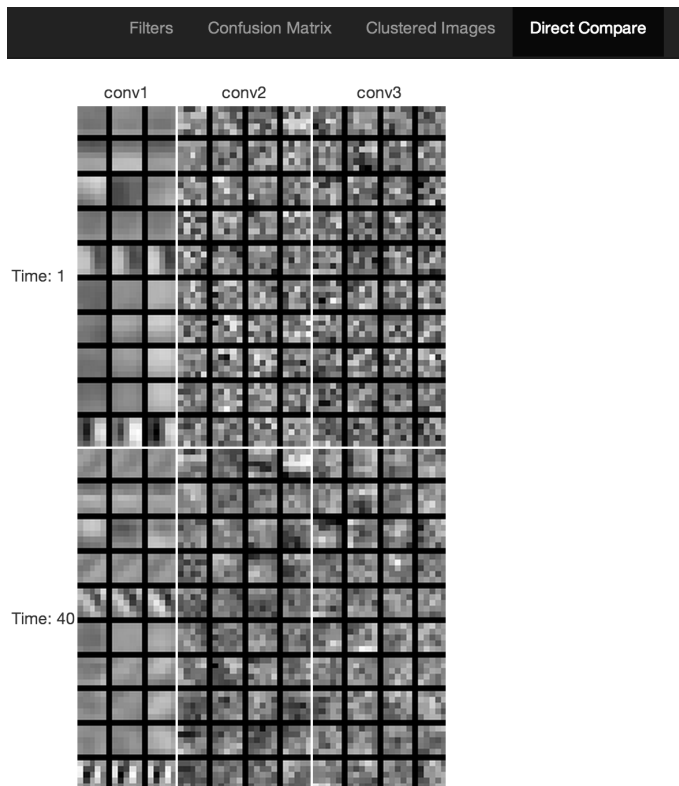 Filters Confusion Matrix Clustered Images Direct Compare
conv1 conv2 conv3
Time: 1
Time: 40